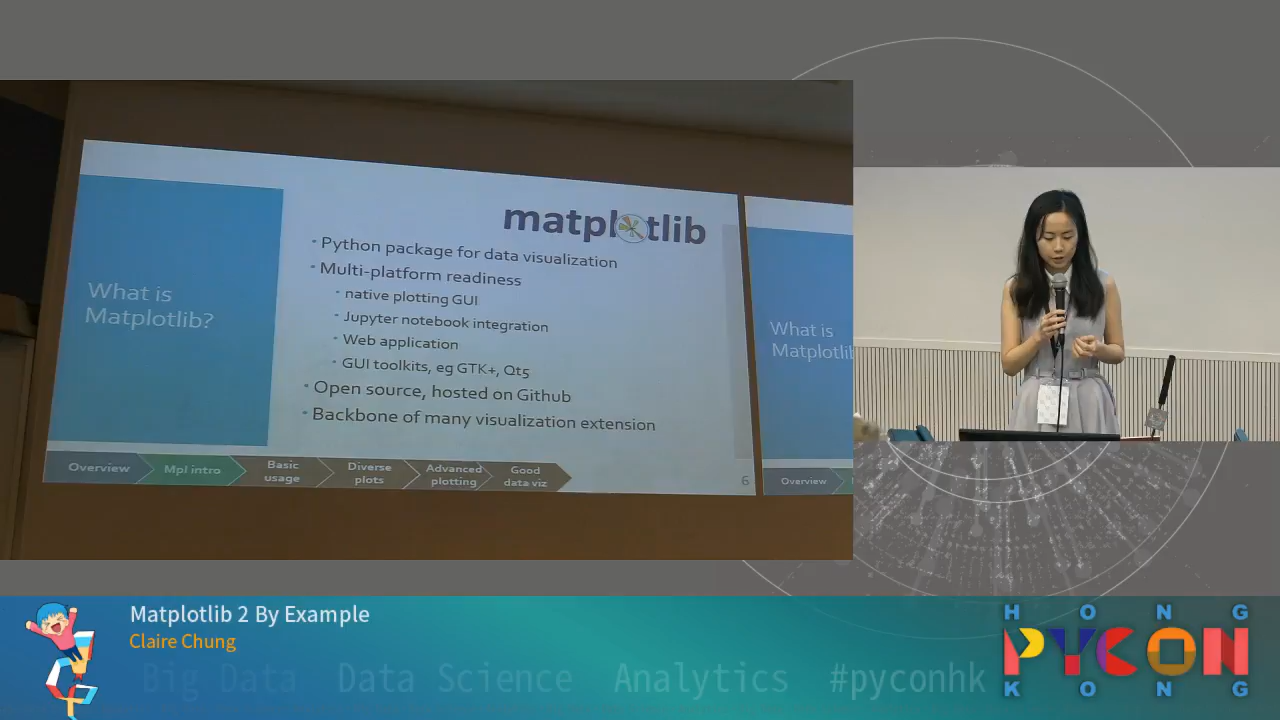 matplotlib
What is
Matplotlib?
• Python package for data visualization
• Multi-platform readiness
• native plotting GUI
• Jupyter notebook integration
• Web application
• GUI toolkits, eg GTK+, Qt5
• Open source, hosted on Github
• Backbone of many visualization extension
Overview
Mpl intro
Basic
usage
Diverse
plots
Advanced
plotting
Good
data viz
6
What is
Matplotlib
Overview
Matplotlib 2 By Example
Claire Chung
Big Data Data Science Analytics #pyconhk
HONG
PYCON
KONG